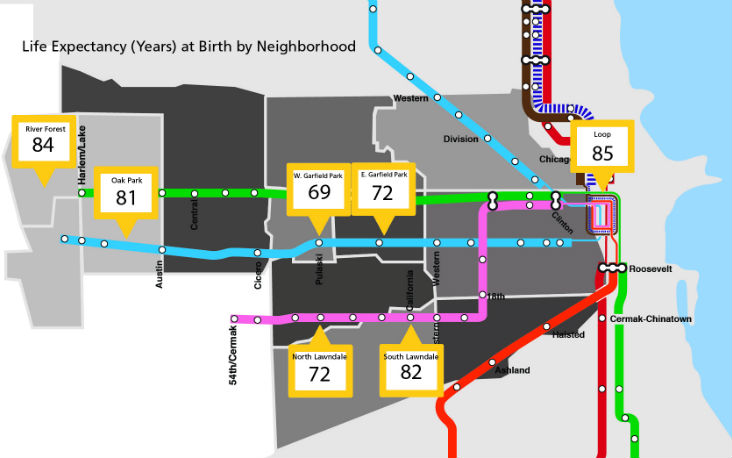 Life Expectancy (Years) at Birth by Neighborhood
Western
Division
Chicag
Loop
85
River Forest
84
Harlem/Lake
Oak Park
81
Central
W. Garfield Park
69
E. Garfield Park
72
Clinton
Austin
Cicero
Pulaski
Western
Roosevelt
California
18th
54th/Cermak
stern
Cermak-Chinatown
Halsted
North Lawndale
72
South Lawndale
82
Ashland